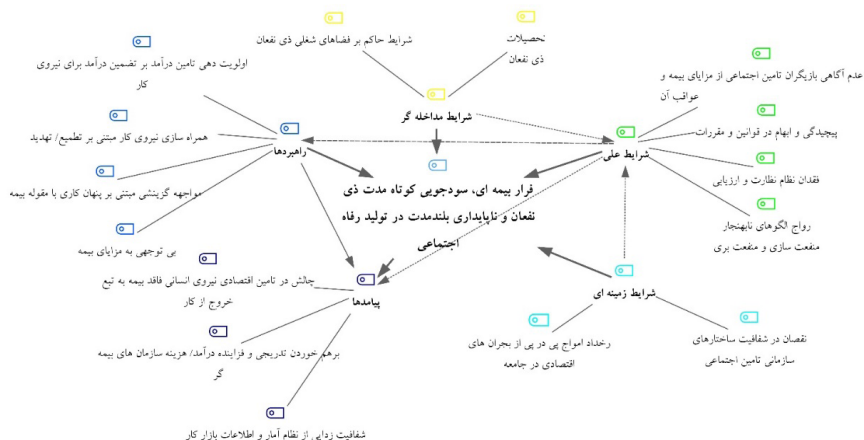 شرایط حاکم بر فضاهای شغلی ذی نفعان
تحصیلات
ذی نفعان
شرایط مداخله گر
اولویت دهی تامین درآمد بر تضمین درآمد برای نیروی
کار
همراه سازی نیروی کار مبتنی بر تطمیع/ تهدید
مواجهه گزینشی مبتنی بر پنهان کاری با مقوله بیمه
بی توجهی به مزایای بیمه
راهبردها
عدم آگاهی بازیگران تامین اجتماعی از مزایای بیمه و
عواقب آن
پیچیدگی و ابهام در قوانین و مقررات
فقدان نظام نظارت و ارزیابی
رواج الگوهای نابهنجار
منفعت سازی و منفعت بری
شرایط علی
فرار بیمه ای، سودجویی کوتاه مدت ذی
نفعان و ناپایداری بلندمدت در تولید رفاه
اجتماعی
چالش در تامین اقتصادی نیروی انسانی فاقد بیمه به تبع
خروج از کار
پیامدها
برهم خوردن تدریجی و فزاینده درآمد/ هزینه سازمان های بیمه
گر
شفافیت زدایی از نظام آمار و اطلاعات بازار کار
شرایط زمینه ای
رخداد امواج پی در پی از بحران های
اقتصادی در جامعه
نقصان در شفافیت ساختارهای
سازمانی تامین اجتماعی